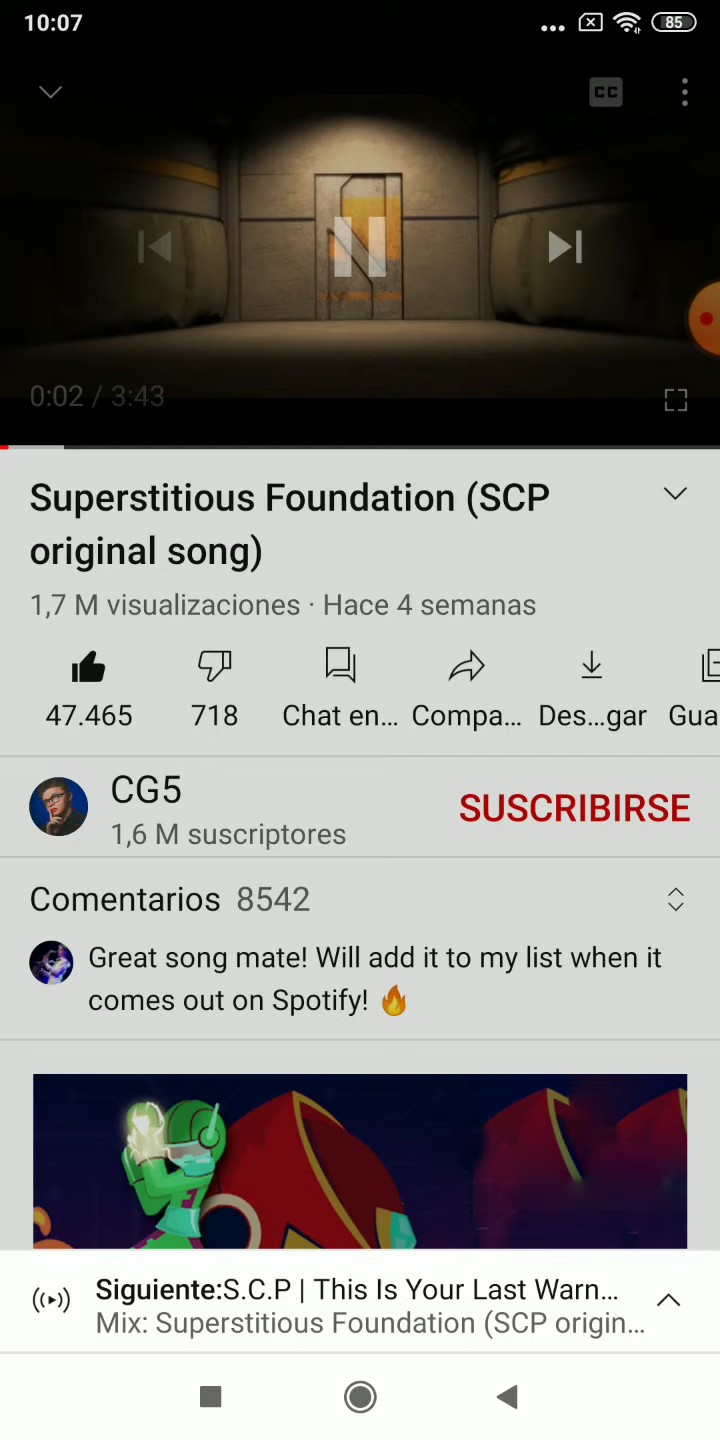 10:07
85
CC
0:02 / 3:43
Superstitious Foundation (SCP
original song)
1,7 M visualizaciones · Hace 4 semanas
47.465
718
Chat en...
Compa...
Des...gar
Gua
CG5
1,6 M suscriptores
SUSCRIBIRSE
Comentarios 8542
Great song mate! Will add it to my list when it
comes out on Spotify! 🔥
Siguiente:S.C.P | This Is Your Last Warn...
Mix: Superstitious Foundation (SCP origin...